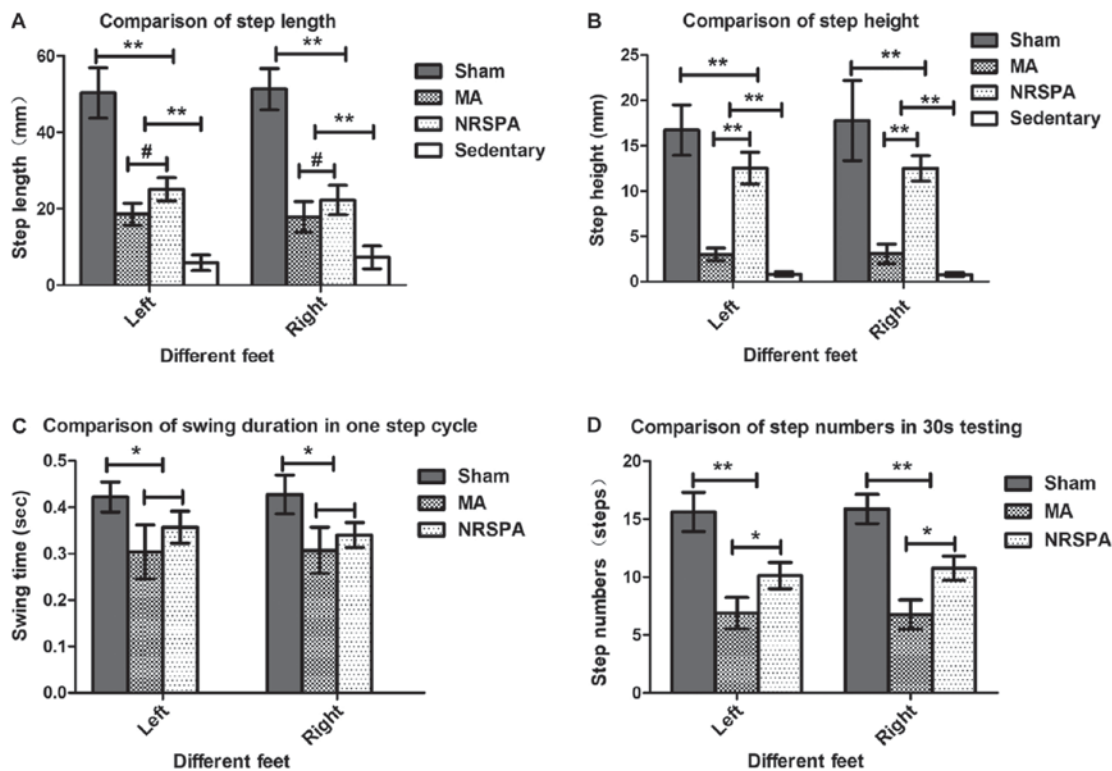 A Comparison of step length
60
40
20
0
Step length（mm）
**
**
**
**
#
#
Sham
MA
NRSPA
Sedentary
Left
Right
Different feet
B Comparison of step height
25
20
15
10
5
0
Step height (mm)
**
**
**
**
**
**
Sham
MA
NRSPA
Sedentary
Left
Right
Different feet
C Comparison of swing duration in one step cycle
0.5
0.4
0.3
0.2
0.1
0.0
Swing time (sec)
*
*
Sham
MA
NRSPA
Left
Right
Different feet
D Comparison of step numbers in 30s testing
20
15
10
5
0
Step numbers（steps）
**
**
*
*
Sham
MA
NRSPA
Left
Right
Different feet